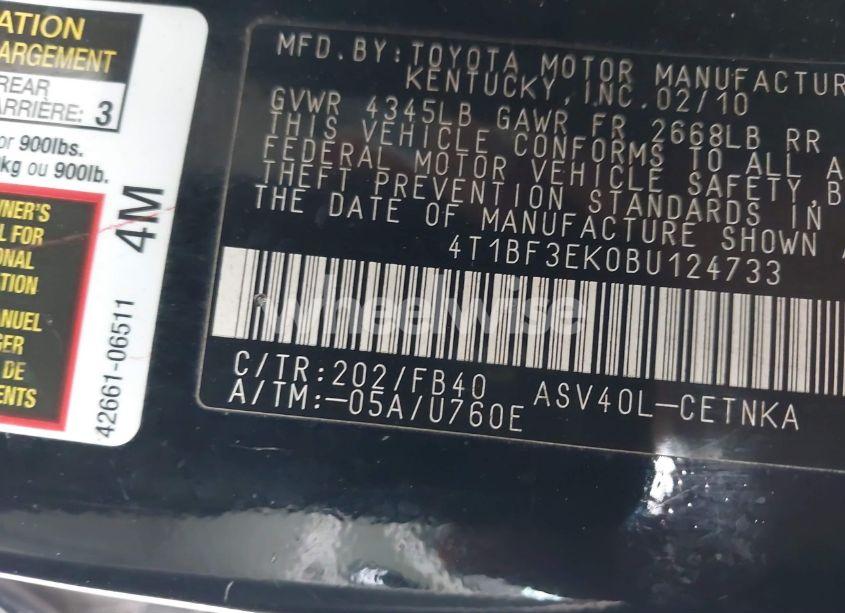 ATION
ARGEMENT
REAR
ARRIÈRE: 3
or 900lbs.
kg ou 900lb.
WNER'S
L FOR
ONAL
TION
ANUEL
GER
DE
ENTS
4M
42661-06511
MFD.BY:TOYOTA MOTOR MANUFACTUR
KENTUCKY,INC.02/10
GVWR 4345LB GAWR FR 2668LB RR
THIS VEHICLE CONFORMS TO ALL A
FEDERAL MOTOR VEHICLE SAFETY,B
THEFT PREVENTION STANDARDS IN
THE DATE OF MANUFACTURE SHOWN A
4T1BF3EK0BU124733
wheelwise
C/TR:202/FB40 ASV40L-CETNKA
A/TM:-05A/U760E